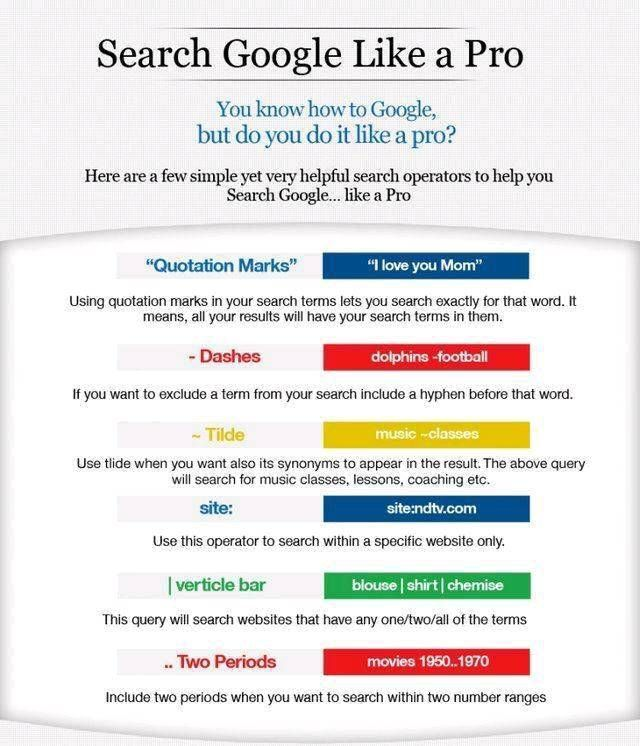 Search Google Like a Pro
You know how to Google,
but do you do it like a pro?
Here are a few simple yet very helpful search operators to help you
Search Google... like a Pro
“Quotation Marks” “I love you Mom”
Using quotation marks in your search terms lets you search exactly for that word. It
means, all your results will have your search terms in them.
- Dashes dolphins -football
If you want to exclude a term from your search include a hyphen before that word.
~ Tilde music ~classes
Use tlide when you want also its synonyms to appear in the result. The above query
will search for music classes, lessons, coaching etc.
site: site:ndtv.com
Use this operator to search within a specific website only.
| verticle bar blouse | shirt | chemise
This query will search websites that have any one/two/all of the terms
.. Two Periods movies 1950..1970
Include two periods when you want to search within two number ranges